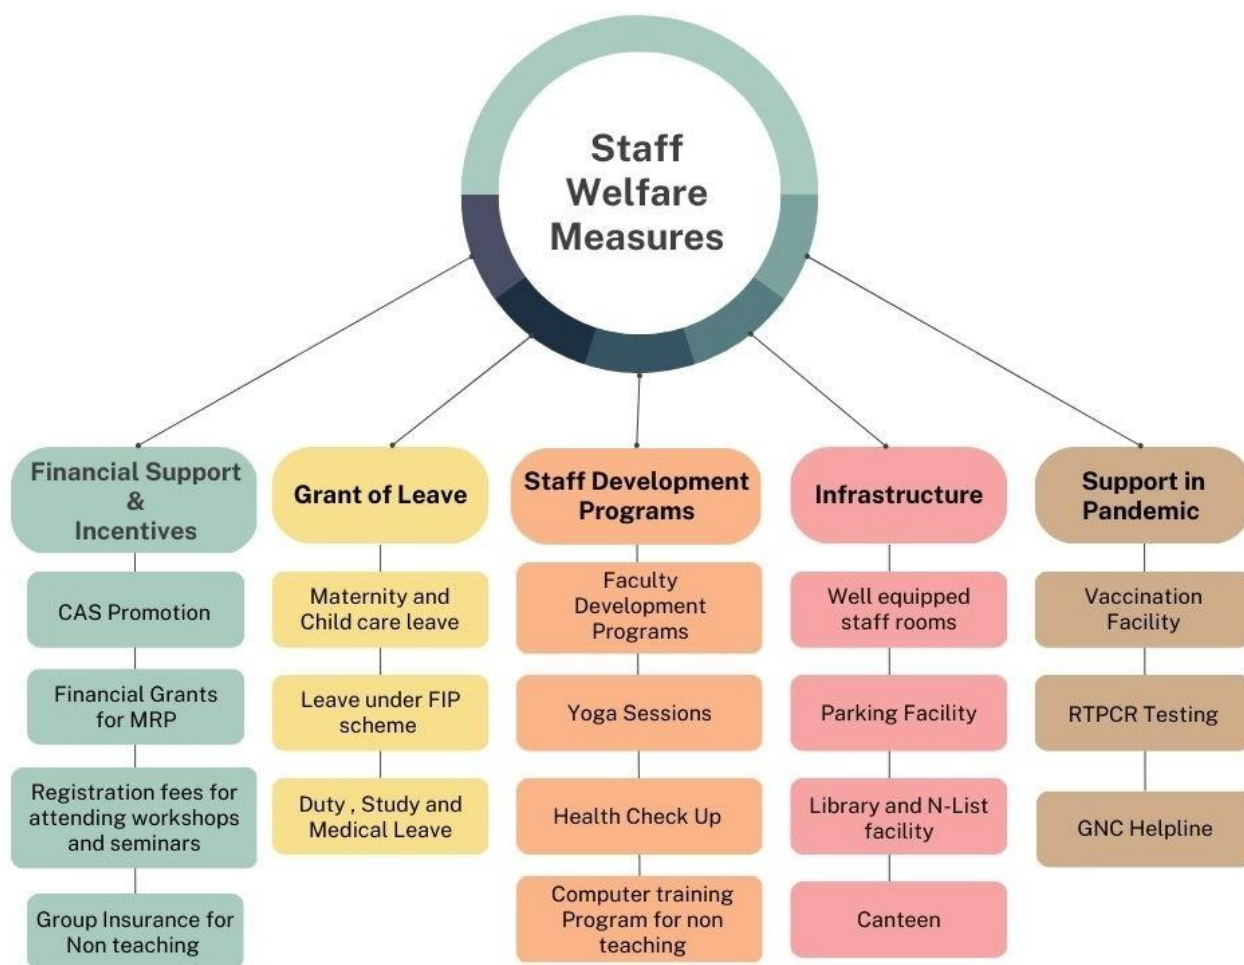 Staff
Welfare
Measures
Financial Support
&
Incentives
CAS Promotion
Financial Grants
for MRP
Registration fees for
attending workshops
and seminars
Group Insurance for
Non teaching
Grant of Leave
Maternity and
Child care leave
Leave under FIP
scheme
Duty , Study and
Medical Leave
Staff Development
Programs
Faculty
Development
Programs
Yoga Sessions
Health Check Up
Computer training
Program for non
teaching
Infrastructure
Well equipped
staff rooms
Parking Facility
Library and N-List
facility
Canteen
Support in
Pandemic
Vaccination
Facility
RTPCR Testing
GNC Helpline